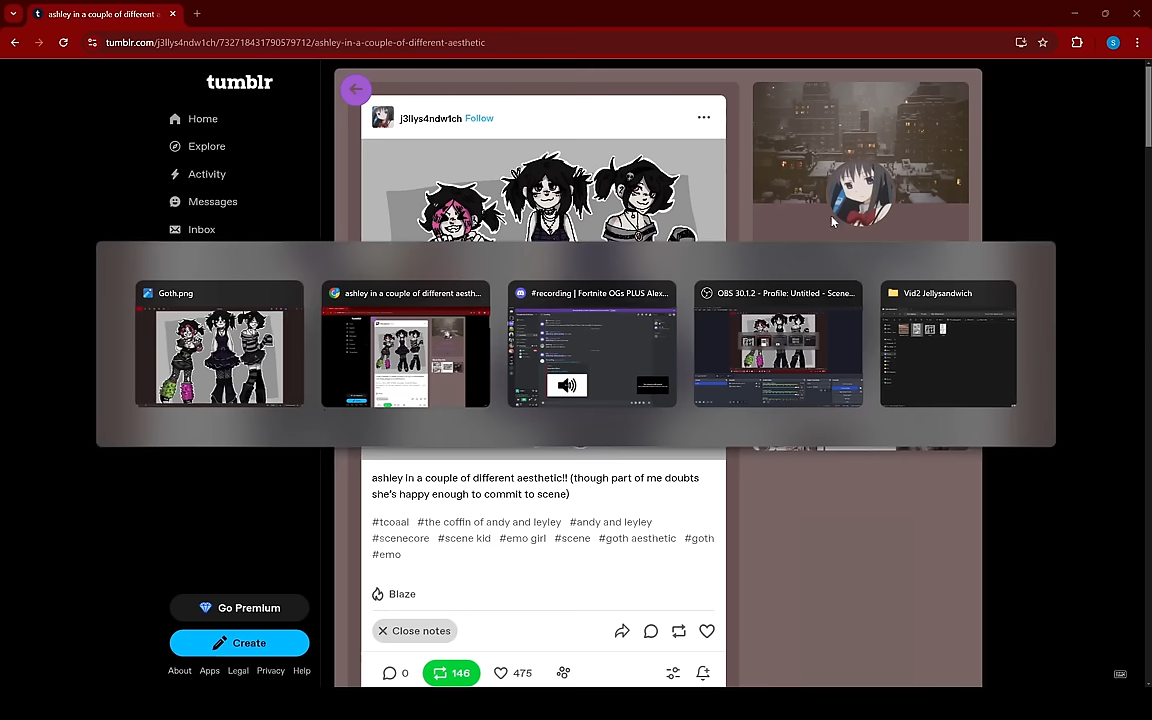 ashley in a couple of different a
tumblr.com/j3llys4ndw1ch/732718431790579712/ashley-in-a-couple-of-different-aesthetic
S
tumblr
Home
Explore
Activity
Messages
Inbox
j3llys4ndw1ch Follow
Goth.png
ashley in a couple of different aesth...
#recording | Fortnite OGs PLUS Alex...
OBS 30.1.2 - Profile: Untitled - Scene...
Vid2 Jellysandwich
ashley in a couple of different aesthetic!! (though part of me doubts
she's happy enough to commit to scene)
#tcoaal #the coffin of andy and leyley #andy and leyley
#scenecore #scene kid #emo girl #scene #goth aesthetic #goth
#emo
Blaze
Close notes
0 146 475
Go Premium
Create
About Apps Legal Privacy Help